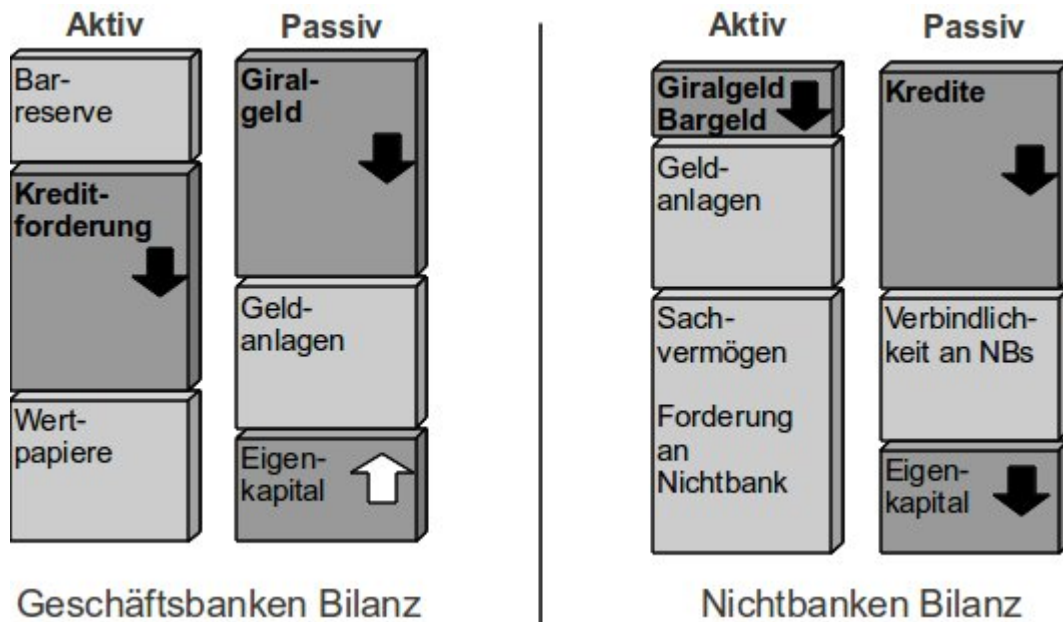 Aktiv
Passiv
Bar-
reserve
Kredit-
forderung
Wert-
papiere
Giral-
geld
Geld-
anlagen
Eigen-
kapital
Geschäftsbanken Bilanz
Aktiv
Passiv
Giralgeld
Bargeld
Geld-
anlagen
Sach-
vermögen
Forderung
an
Nichtbank
Kredite
Verbindlich-
keit an NBs
Eigen-
kapital
Nichtbanken Bilanz